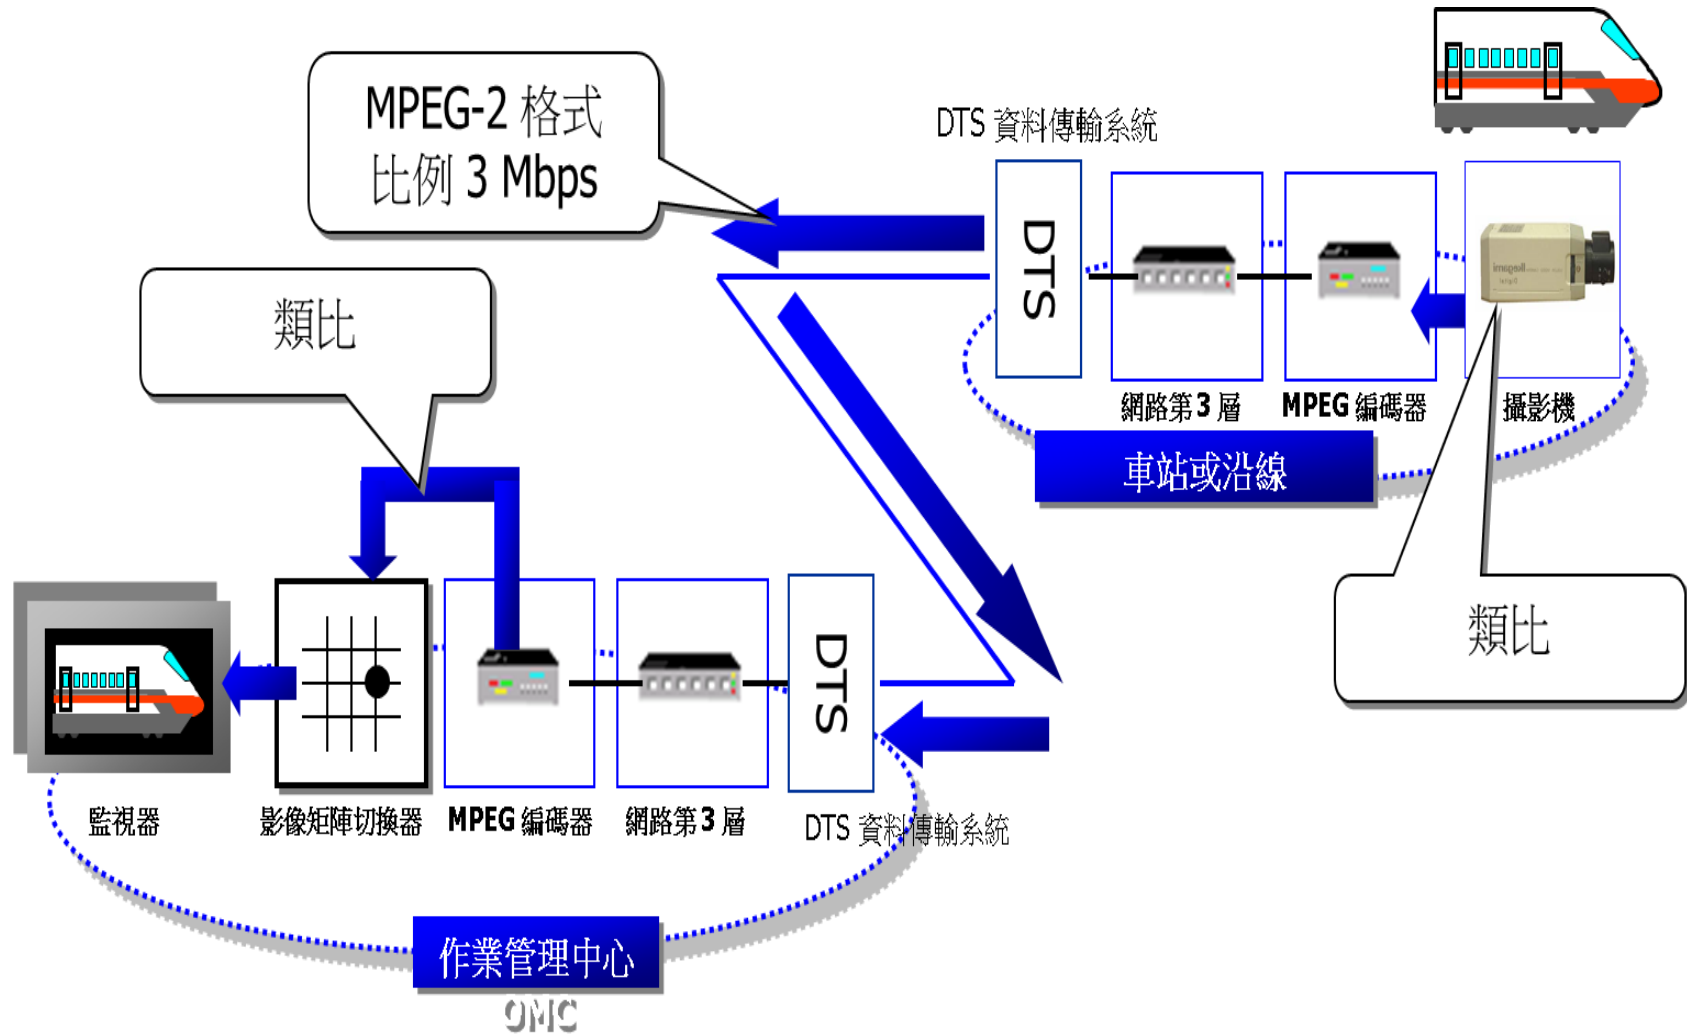 MPEG-2 格式
比例 3 Mbps
DTS 資料傳輸系統
類比
DTS
Ikegami
網路第3 層
MPEG 編碼器
攝影機
車站或沿線
類比
DTS
監視器
影像矩陣切換器
MPEG 編碼器
網路第3 層
DTS 資料傳輸系統
作業管理中心
OMC